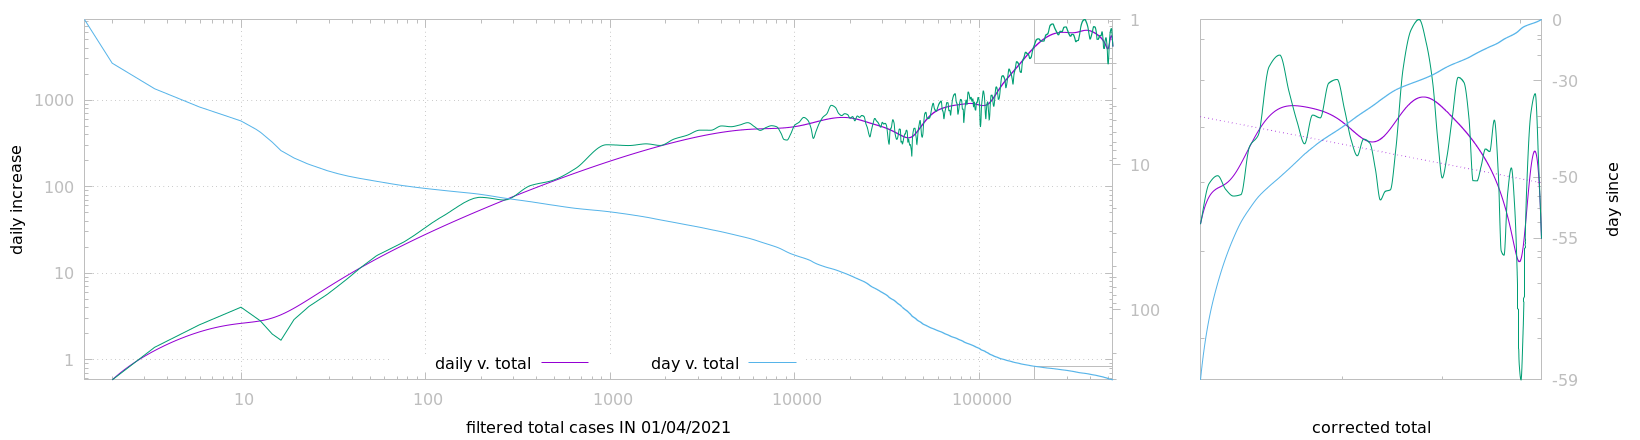 daily increase
1000
100
10
1
10
100
1000
10000
100000
1
10
100
daily v. total
day v. total
filtered total cases IN 01/04/2021
0
-30
-50
-55
-59
day since
corrected total